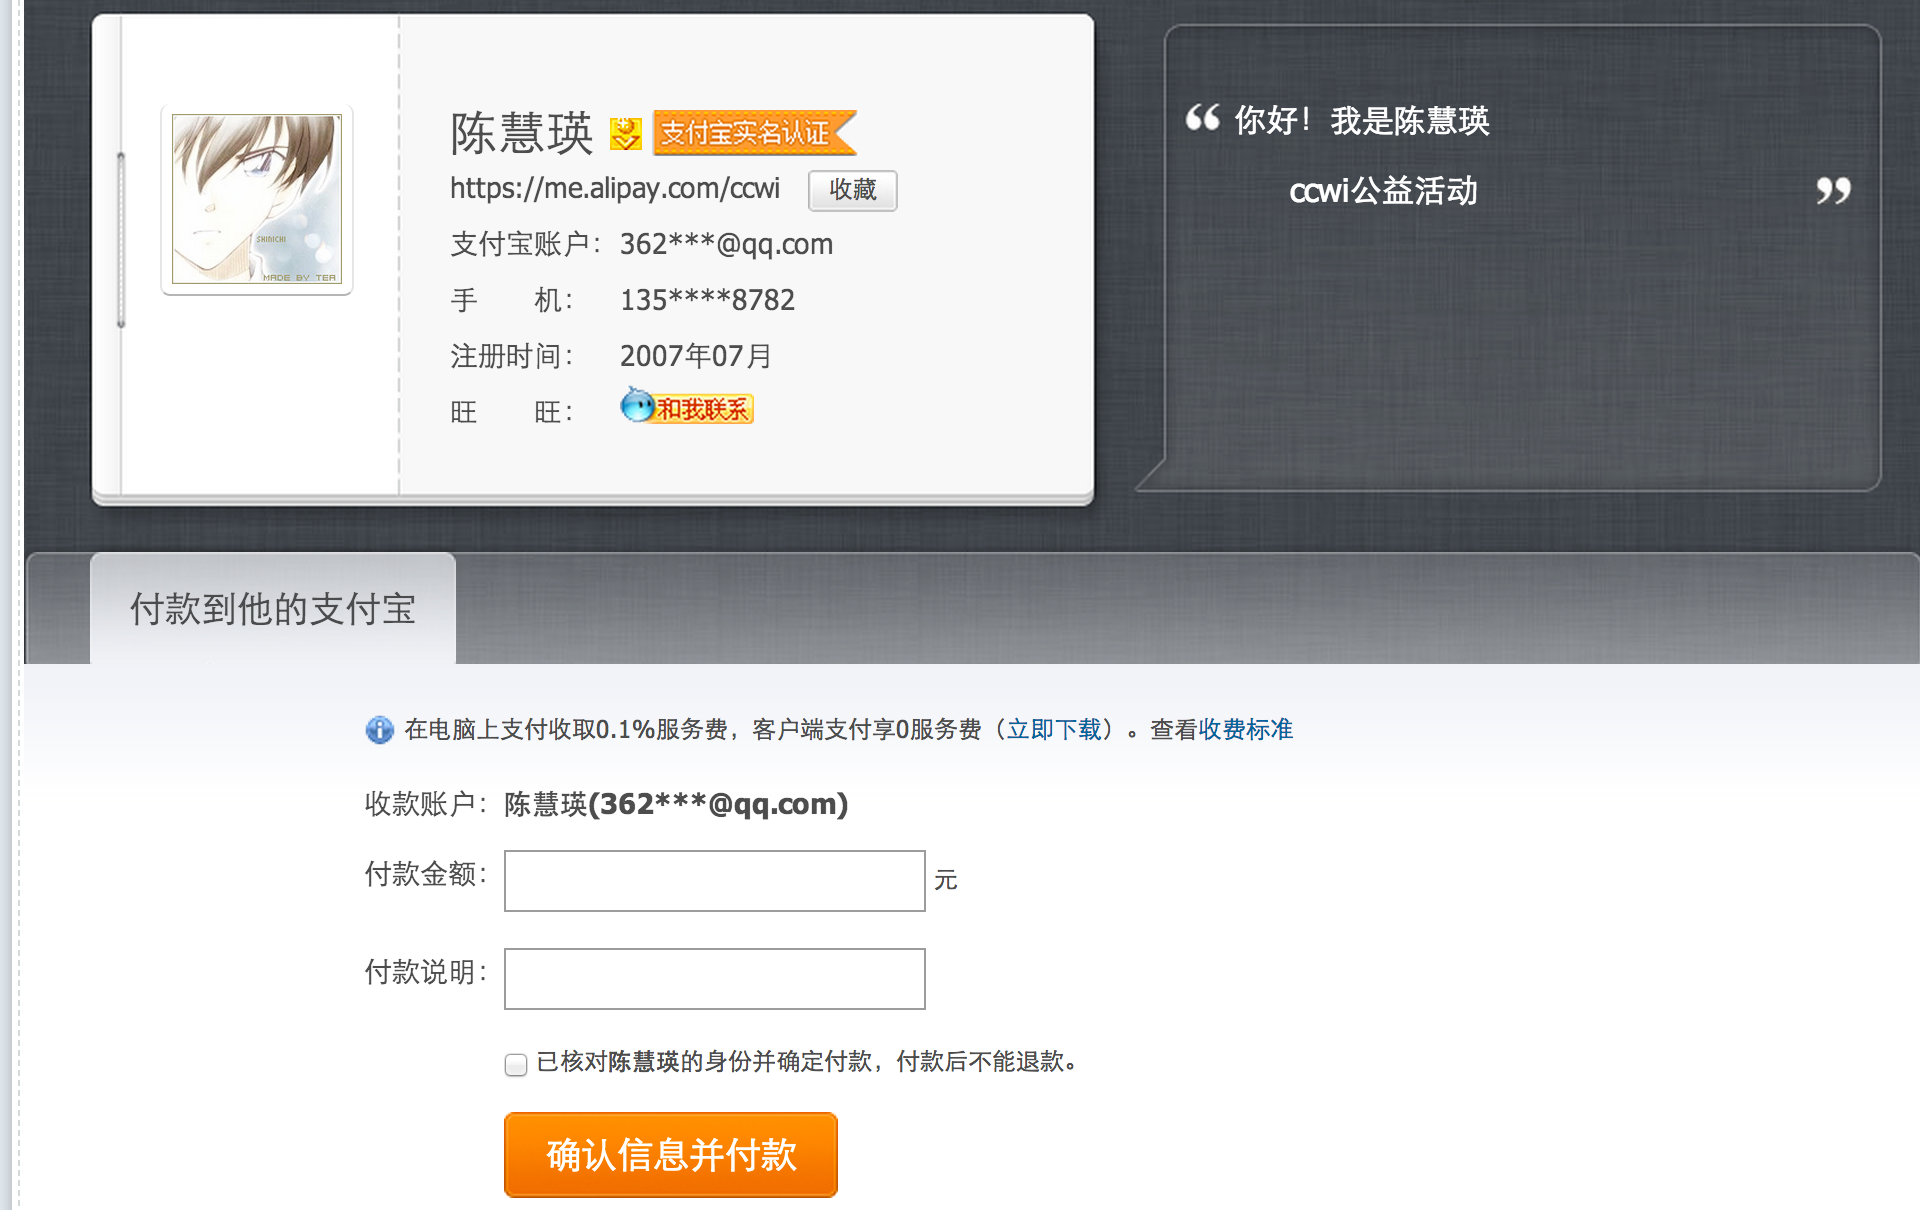 陈慧瑛 支付宝实名认证
https://me.alipay.com/ccwi 收藏
支付宝账户： 362***@qq.com
手　　机： 135****8782
注册时间： 2007年07月
旺　　旺： 和我联系
SHINICHI
MADE BY TEA
“ 你好！我是陈慧瑛
ccwi公益活动 ”
付款到他的支付宝
在电脑上支付收取0.1%服务费，客户端支付享0服务费（立即下载）。查看收费标准
收款账户： 陈慧瑛(362***@qq.com)
付款金额： 元
付款说明：
已核对陈慧瑛的身份并确定付款，付款后不能退款。
确认信息并付款